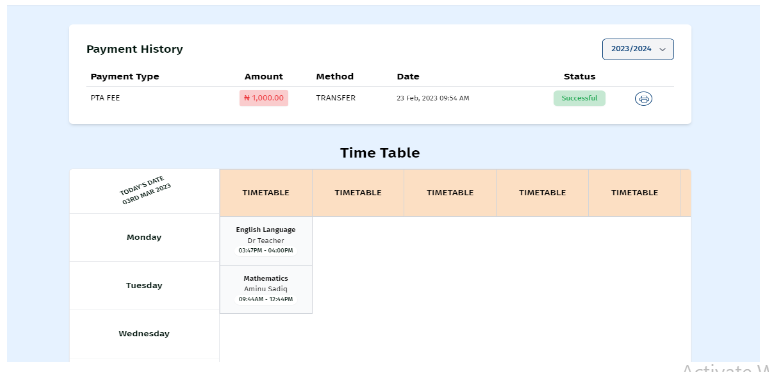 Payment History
2023/2024
Payment Type Amount Method Date Status
PTA FEE ₦ 1,000.00 TRANSFER 23 Feb, 2023 09:54 AM Successful
Time Table
TODAY'S DATE
03RD MAR 2023
TIMETABLE TIMETABLE TIMETABLE TIMETABLE TIMETABLE
Monday
English Language
Dr Teacher
03:47PM - 04:00PM
Tuesday
Mathematics
Aminu Sadiq
09:44AM - 12:44PM
Wednesday
Activate W